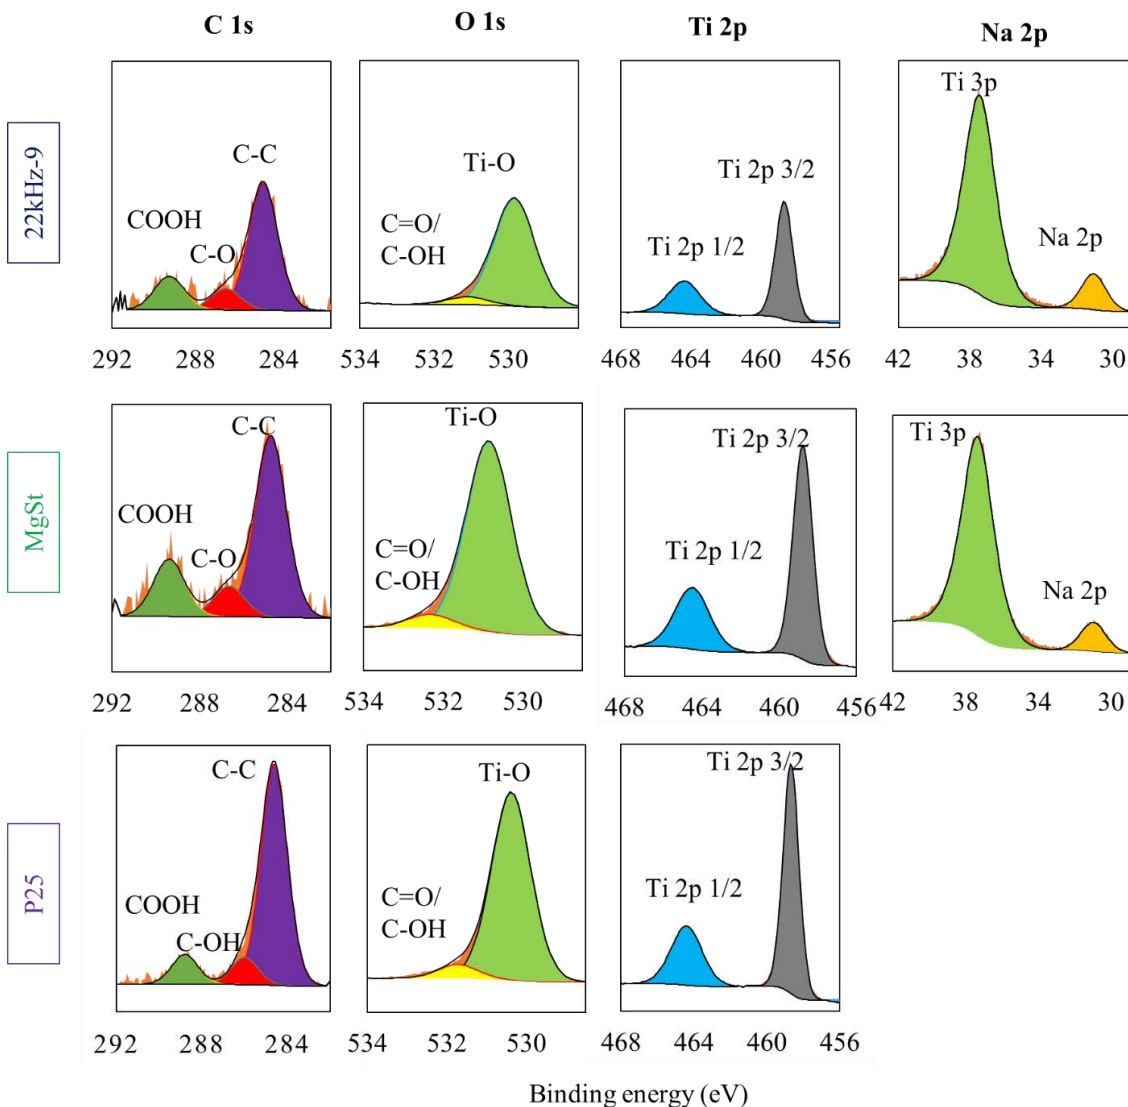 C 1s
O 1s
Ti 2p
Na 2p
22kHz-9
COOH
C-O
C-C
292 288 284
C=O/
C-OH
Ti-O
534 532 530
Ti 2p 1/2
Ti 2p 3/2
468 464 460 456
Ti 3p
Na 2p
42 38 34 30
MgSt
COOH
C-O
C-C
292 288 284
C=O/
C-OH
Ti-O
534 532 530
Ti 2p 1/2
Ti 2p 3/2
468 464 460 456
Ti 3p
Na 2p
42 38 34 30
P25
COOH
C-OH
C-C
292 288 284
C=O/
C-OH
Ti-O
534 532 530
Ti 2p 1/2
Ti 2p 3/2
468 464 460 456
Binding energy (eV)